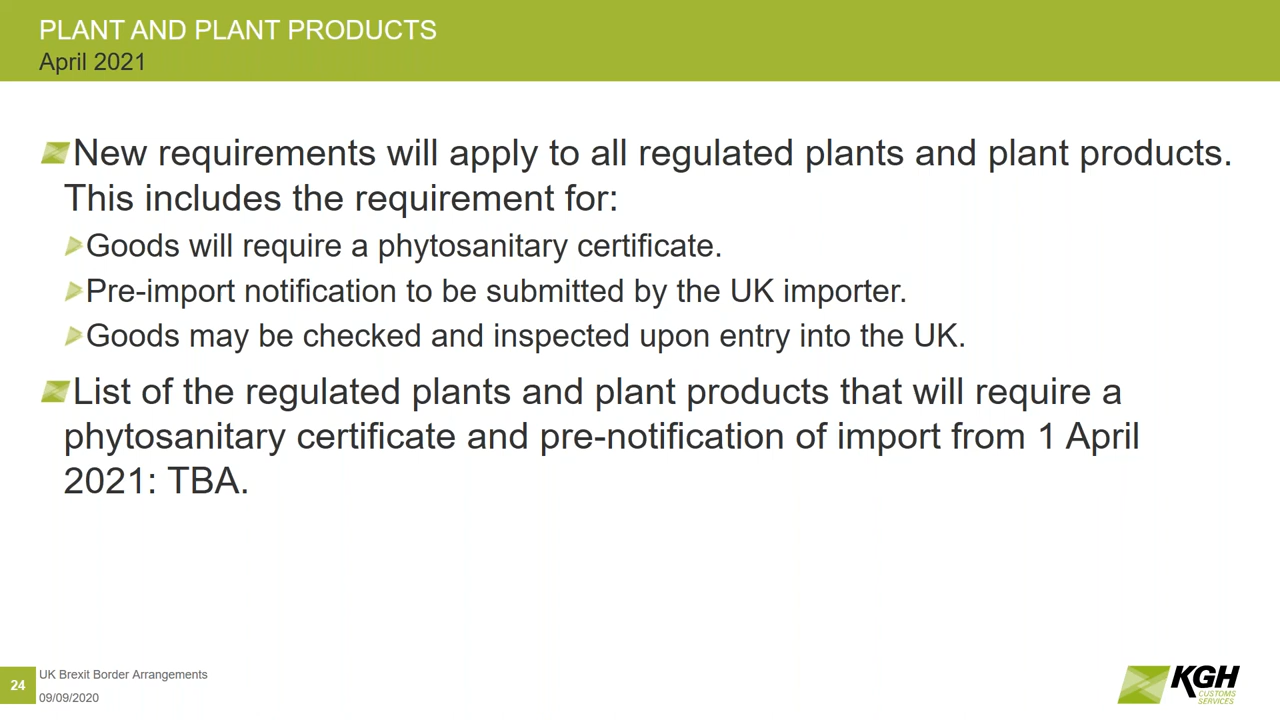 PLANT AND PLANT PRODUCTS
April 2021
New requirements will apply to all regulated plants and plant products.
This includes the requirement for:
Goods will require a phytosanitary certificate.
Pre-import notification to be submitted by the UK importer.
Goods may be checked and inspected upon entry into the UK.
List of the regulated plants and plant products that will require a
phytosanitary certificate and pre-notification of import from 1 April
2021: TBA.
24
UK Brexit Border Arrangements
09/09/2020
KGH
CUSTOMS
SERVICES